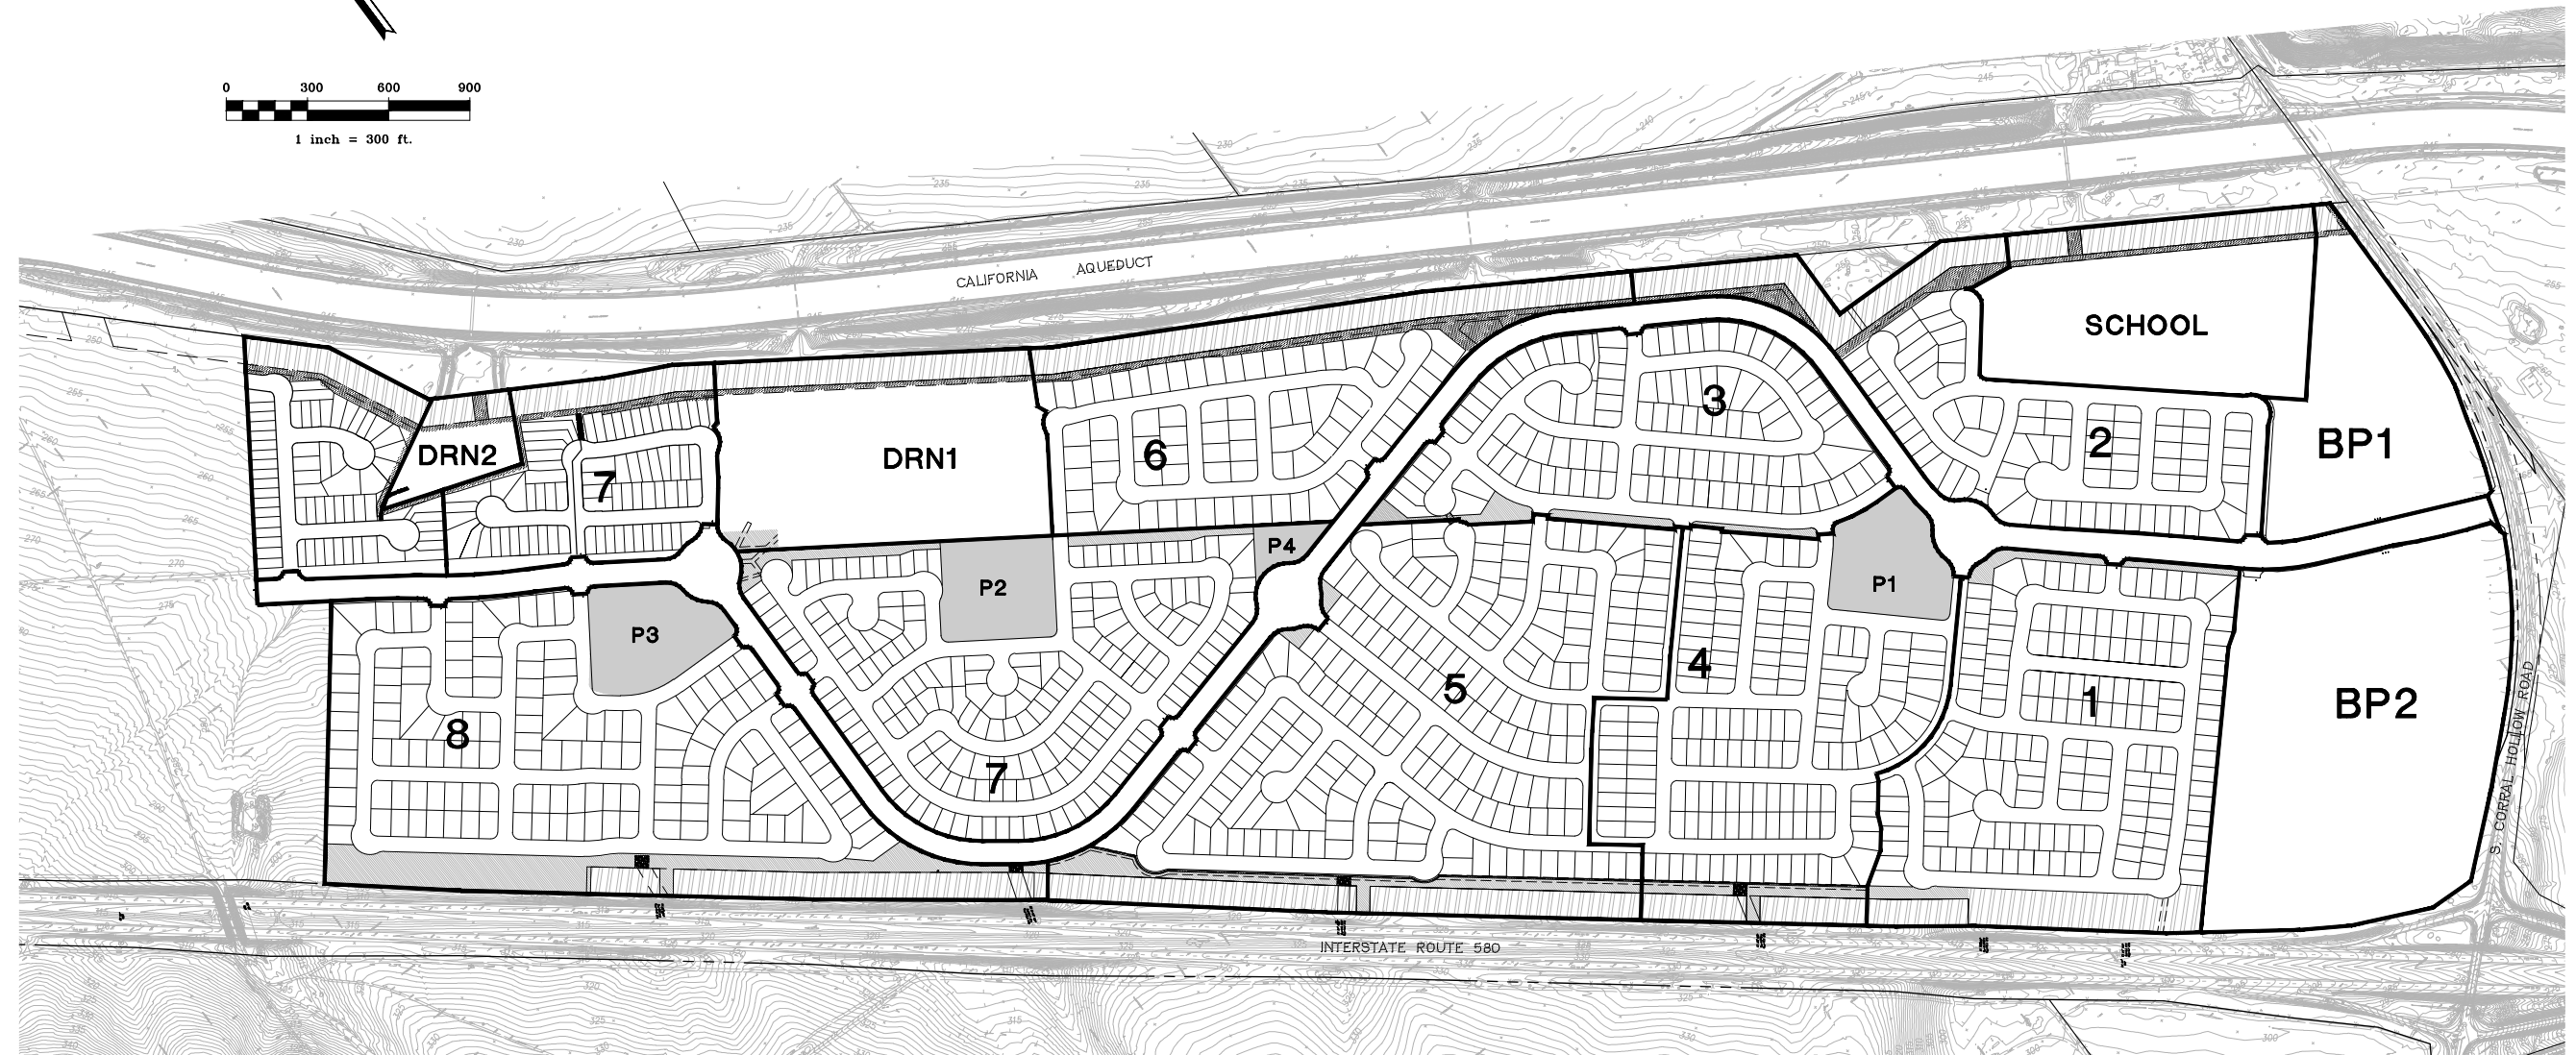 0 300 600 900
1 inch = 300 ft.
CALIFORNIA AQUEDUCT
SCHOOL
3
2
BP1
DRN2
7
DRN1
6
P4
P2
P1
P3
4
5
1
BP2
8
7
S. CORRAL HOLLOW ROAD
INTERSTATE ROUTE 580